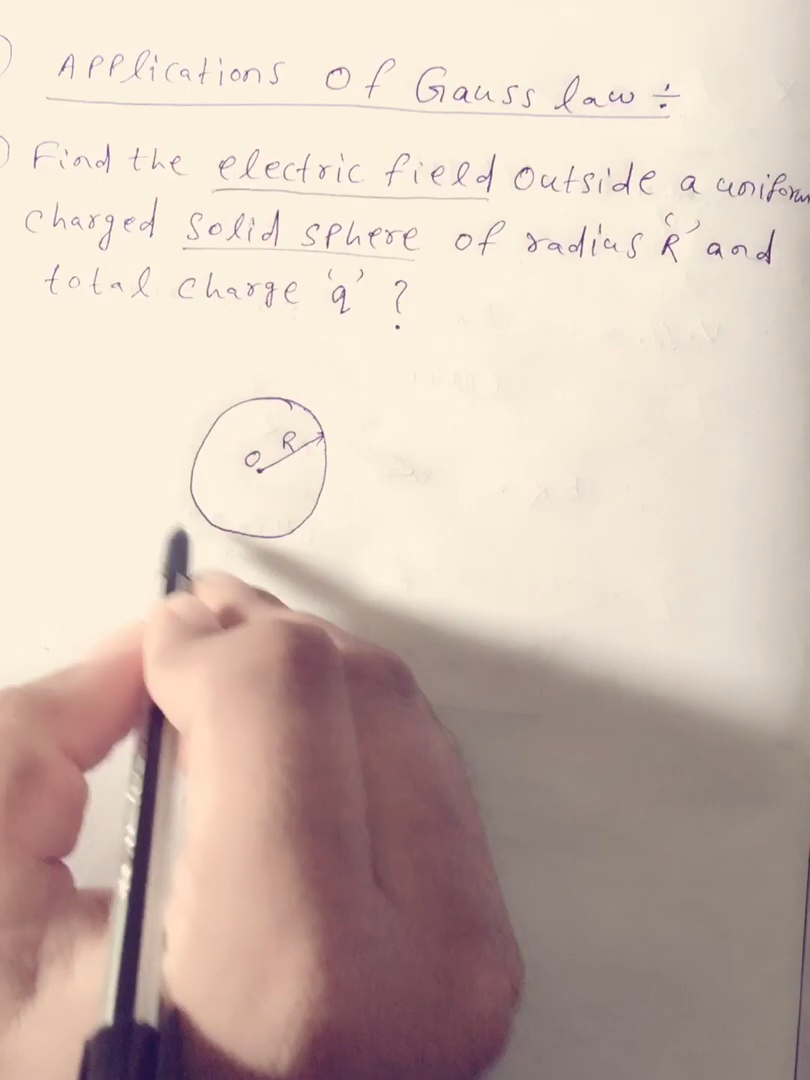 Applications Of Gauss law ÷
Find the electric field outside a uniform
charged solid sphere of radius 'R' and
total charge 'q' ?
R
O